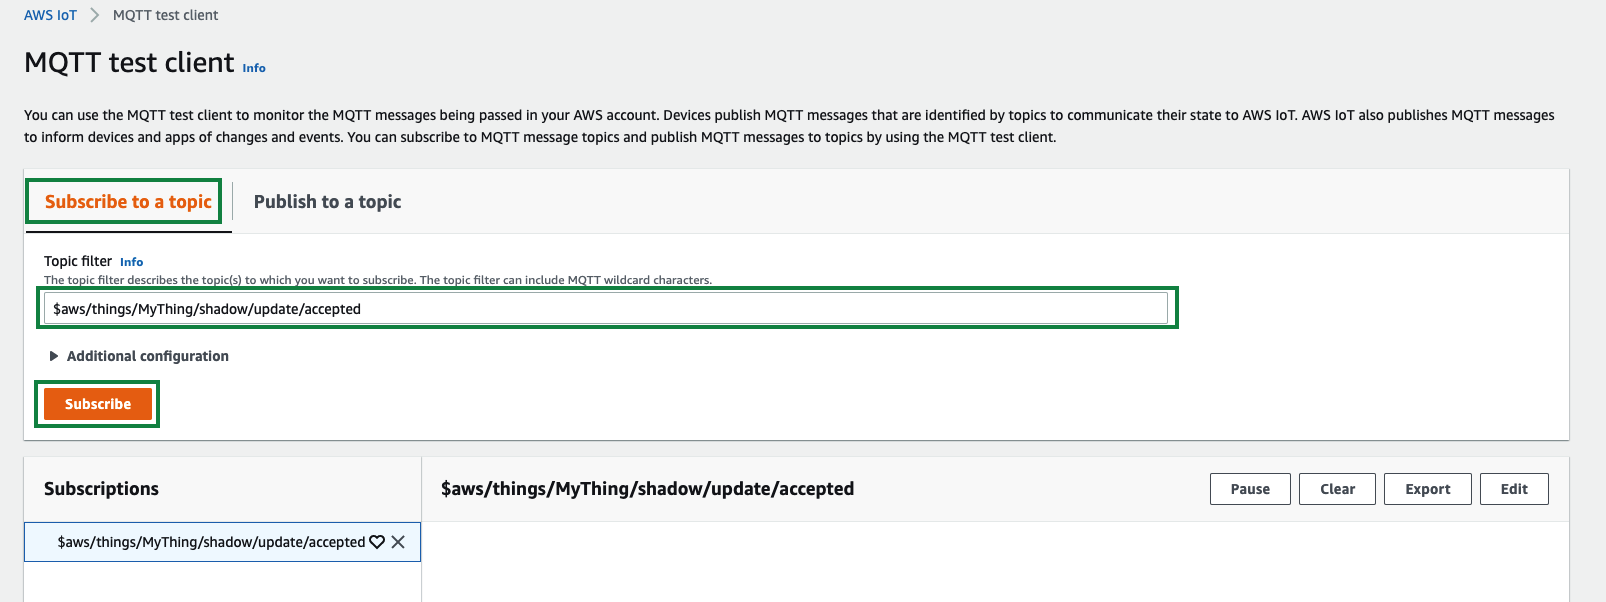 AWS IoT > MQTT test client
MQTT test client Info
You can use the MQTT test client to monitor the MQTT messages being passed in your AWS account. Devices publish MQTT messages that are identified by topics to communicate their state to AWS IoT. AWS IoT also publishes MQTT messages
to inform devices and apps of changes and events. You can subscribe to MQTT message topics and publish MQTT messages to topics by using the MQTT test client.
Subscribe to a topic Publish to a topic
Topic filter Info
The topic filter describes the topic(s) to which you want to subscribe. The topic filter can include MQTT wildcard characters.
$aws/things/MyThing/shadow/update/accepted
Additional configuration
Subscribe
Subscriptions $aws/things/MyThing/shadow/update/accepted Pause Clear Export Edit
$aws/things/MyThing/shadow/update/accepted